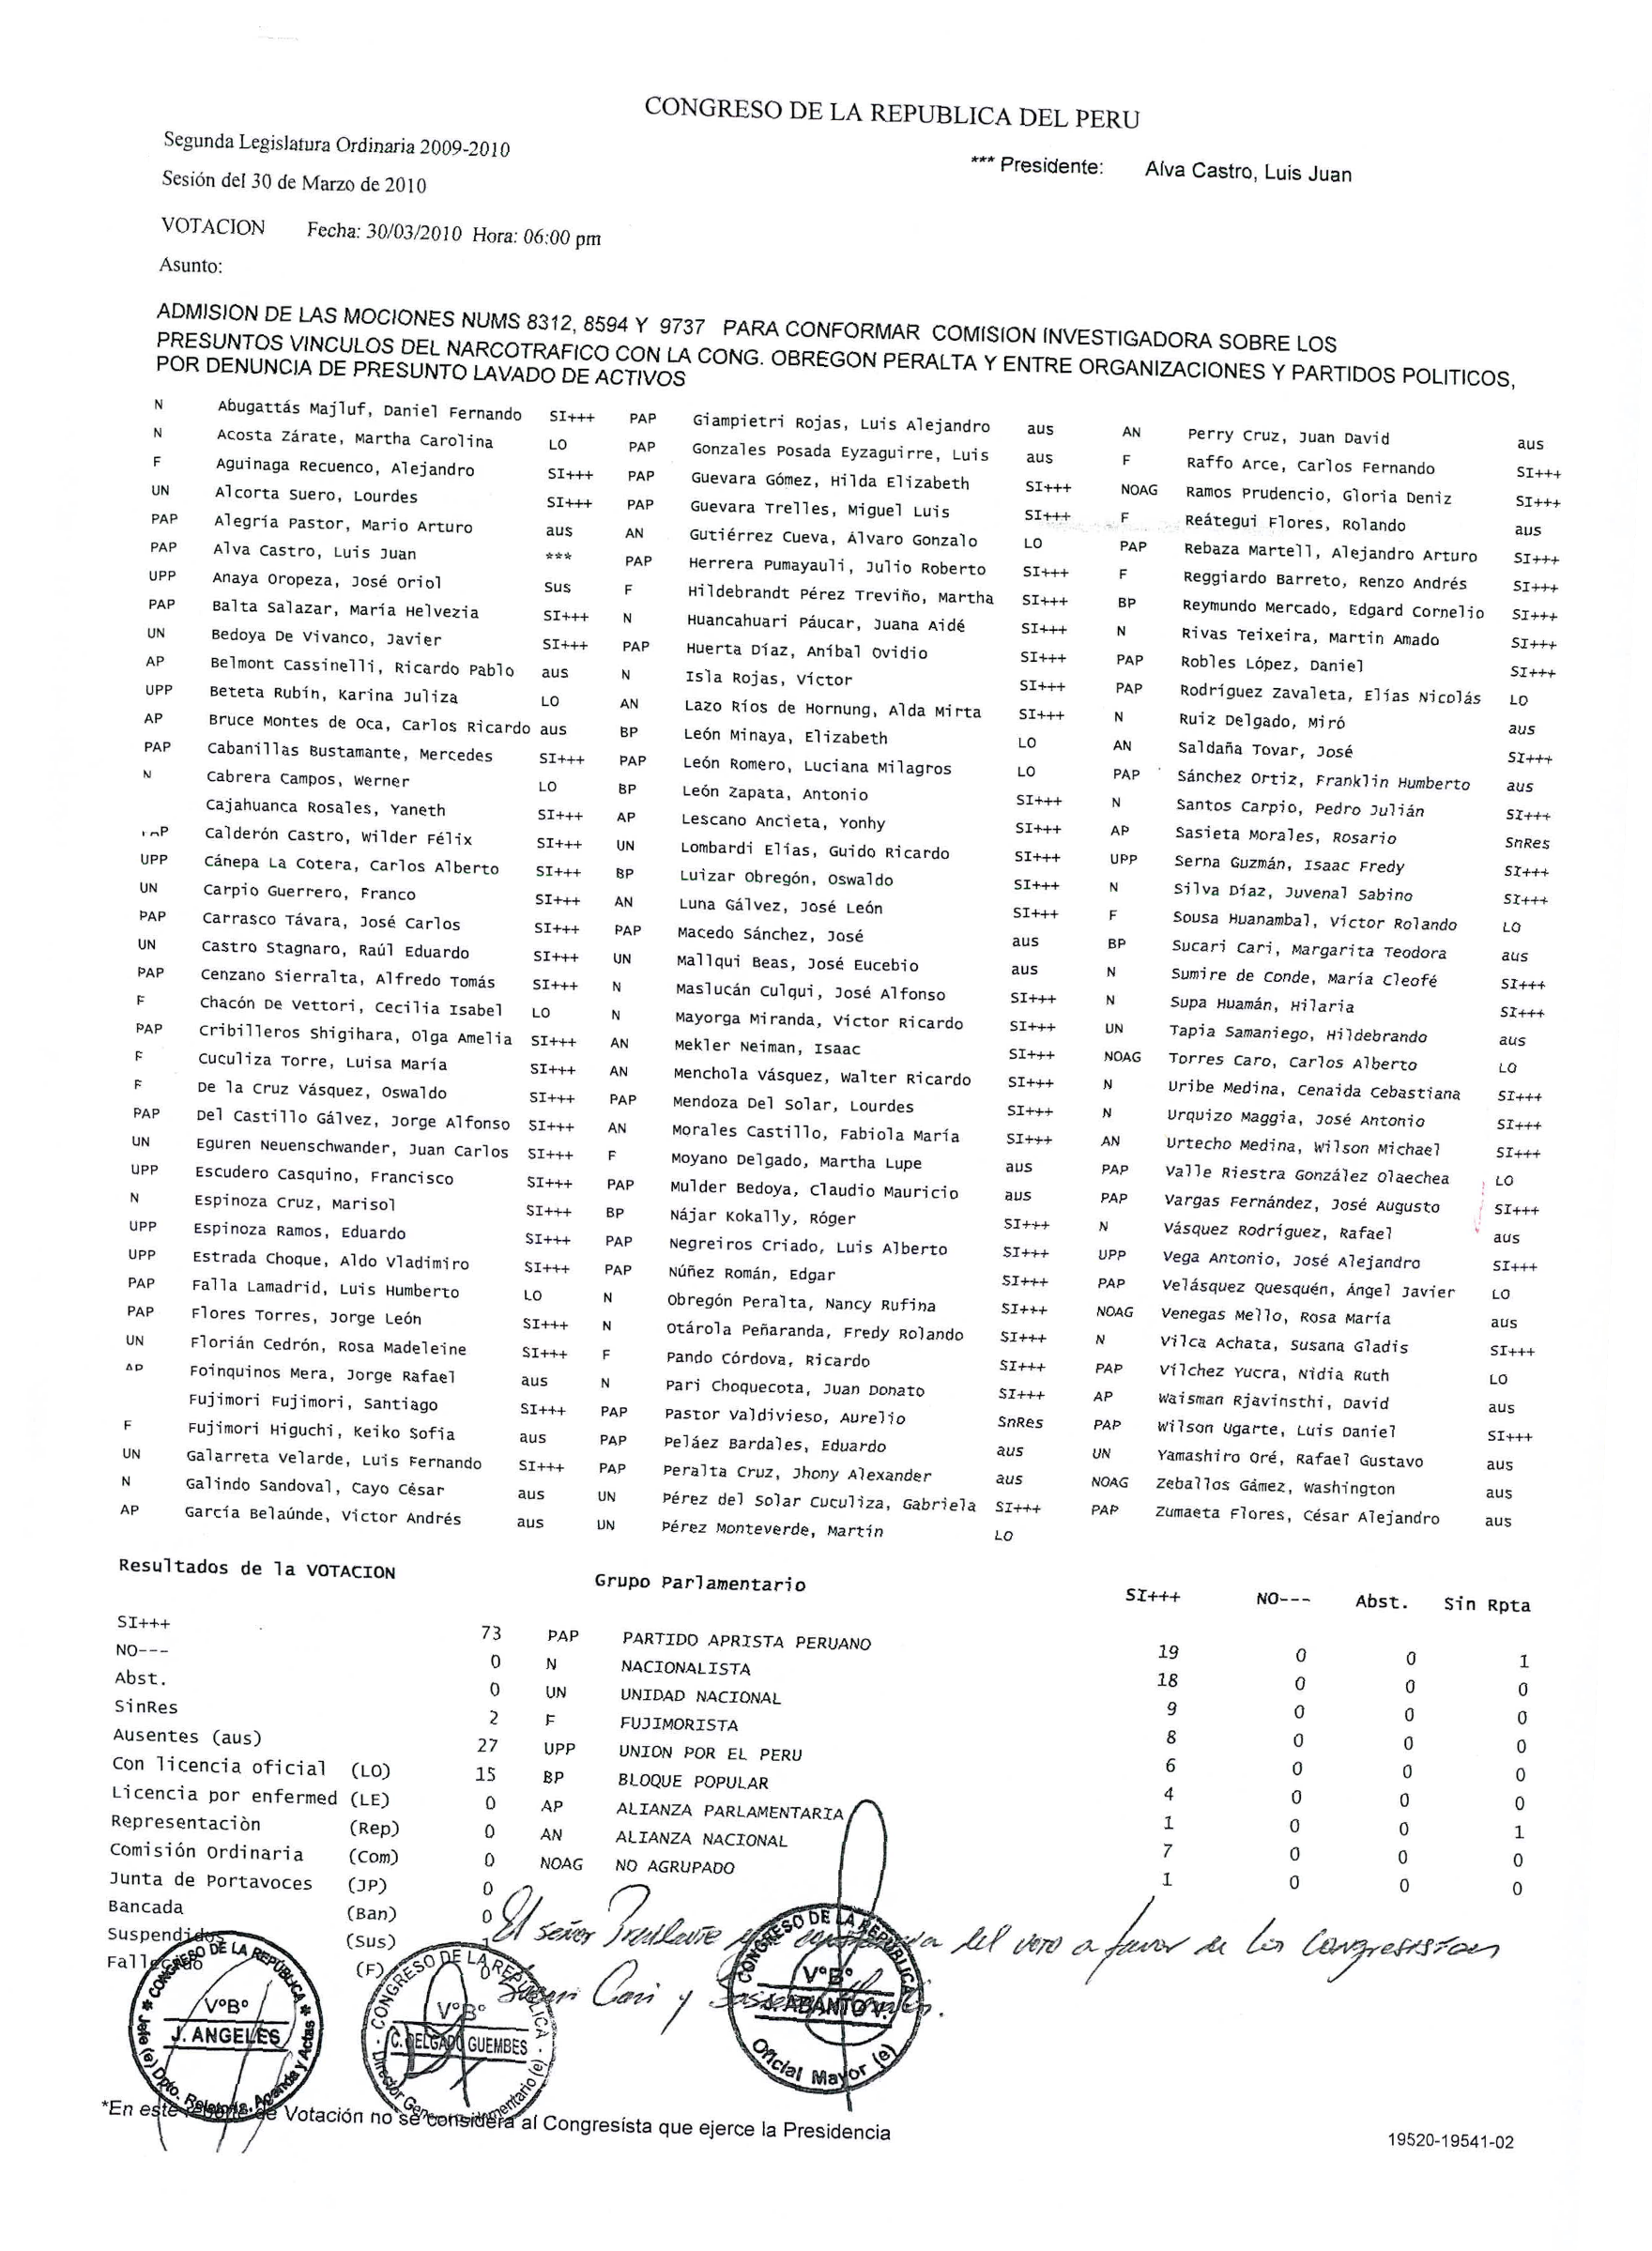 CONGRESO DE LA REPUBLICA DEL PERU
Segunda Legislatura Ordinaria 2009-2010
*** Presidente: Alva Castro, Luis Juan
Sesión del 30 de Marzo de 2010
VOTACION Fecha: 30/03/2010 Hora: 06:00 pm
Asunto:
ADMISION DE LAS MOCIONES NUMS 8312, 8594 Y 9737 PARA CONFORMAR COMISION INVESTIGADORA SOBRE LOS
PRESUNTOS VINCULOS DEL NARCOTRAFICO CON LA CONG. OBREGON PERALTA Y ENTRE ORGANIZACIONES Y PARTIDOS POLITICOS,
POR DENUNCIA DE PRESUNTO LAVADO DE ACTIVOS
N Abugattás Majluf, Daniel Fernando SI+++
N Acosta Zárate, Martha Carolina LO
F Aguinaga Recuenco, Alejandro SI+++
UN Alcorta Suero, Lourdes SI+++
PAP Alegría Pastor, Mario Arturo aus
PAP Alva Castro, Luis Juan ***
UPP Anaya Oropeza, José Oriol Sus
PAP Balta Salazar, María Helvezia SI+++
UN Bedoya De Vivanco, Javier SI+++
AP Belmont Cassinelli, Ricardo Pablo aus
UPP Beteta Rubín, Karina Juliza LO
AP Bruce Montes de Oca, Carlos Ricardo aus
PAP Cabanillas Bustamante, Mercedes SI+++
N Cabrera Campos, Werner LO
Cajahuanca Rosales, Yaneth SI+++
Calderón Castro, Wilder Félix SI+++
UPP Cánepa La Cotera, Carlos Alberto SI+++
UN Carpio Guerrero, Franco SI+++
PAP Carrasco Távara, José Carlos SI+++
UN Castro Stagnaro, Raúl Eduardo SI+++
PAP Cenzano Sierralta, Alfredo Tomás SI+++
F Chacón De Vettori, Cecilia Isabel LO
PAP Cribilleros Shigihara, Olga Amelia SI+++
F Cuculiza Torre, Luisa María SI+++
F De la Cruz Vásquez, Oswaldo SI+++
PAP Del Castillo Gálvez, Jorge Alfonso SI+++
UN Eguren Neuenschwander, Juan Carlos SI+++
UPP Escudero Casquino, Francisco SI+++
N Espinoza Cruz, Marisol SI+++
UPP Espinoza Ramos, Eduardo SI+++
UPP Estrada Choque, Aldo Vladimiro SI+++
PAP Falla Lamadrid, Luis Humberto LO
PAP Flores Torres, Jorge León SI+++
UN Florián Cedrón, Rosa Madeleine SI+++
AP Foinquinos Mera, Jorge Rafael aus
Fujimori Fujimori, Santiago SI+++
F Fujimori Higuchi, Keiko Sofia aus
UN Galarreta Velarde, Luis Fernando SI+++
N Galindo Sandoval, Cayo César aus
AP García Belaúnde, Victor Andrés aus
PAP Giampietri Rojas, Luis Alejandro aus
PAP Gonzales Posada Eyzaguirre, Luis aus
PAP Guevara Gómez, Hilda Elizabeth SI+++
PAP Guevara Trelles, Miguel Luis SI+++
AN Gutiérrez Cueva, Álvaro Gonzalo LO
PAP Herrera Pumayauli, Julio Roberto SI+++
F Hildebrandt Pérez Treviño, Martha SI+++
N Huancahuari Páucar, Juana Aidé SI+++
PAP Huerta Díaz, Aníbal Ovidio SI+++
N Isla Rojas, Víctor SI+++
AN Lazo Ríos de Hornung, Alda Mirta SI+++
BP León Minaya, Elizabeth LO
PAP León Romero, Luciana Milagros LO
BP León Zapata, Antonio SI+++
AP Lescano Ancieta, Yonhy SI+++
UN Lombardi Elías, Guido Ricardo SI+++
BP Luizar Obregón, Oswaldo SI+++
AN Luna Gálvez, José León SI+++
PAP Macedo Sánchez, José aus
UN Mallqui Beas, José Eucebio aus
N Maslucán Culqui, José Alfonso SI+++
N Mayorga Miranda, Víctor Ricardo SI+++
AN Mekler Neiman, Isaac SI+++
AN Menchola Vásquez, Walter Ricardo SI+++
PAP Mendoza Del Solar, Lourdes SI+++
AN Morales Castillo, Fabiola María SI+++
F Moyano Delgado, Martha Lupe aus
PAP Mulder Bedoya, Claudio Mauricio aus
BP Nájar Kokally, Róger SI+++
PAP Negreiros Criado, Luis Alberto SI+++
PAP Núñez Román, Edgar SI+++
N Obregón Peralta, Nancy Rufina SI+++
N Otárola Peñaranda, Fredy Rolando SI+++
F Pando Córdova, Ricardo SI+++
N Pari Choquecota, Juan Donato SI+++
PAP Pastor Valdivieso, Aurelio SnRes
PAP Peláez Bardales, Eduardo aus
PAP Peralta Cruz, Jhony Alexander aus
UN Pérez del Solar Cuculiza, Gabriela SI+++
UN Pérez Monteverde, Martín LO
AN Perry Cruz, Juan David aus
F Raffo Arce, Carlos Fernando SI+++
NOAG Ramos Prudencio, Gloria Deniz SI+++
F Reátegui Flores, Rolando aus
PAP Rebaza Martell, Alejandro Arturo SI+++
F Reggiardo Barreto, Renzo Andrés SI+++
BP Reymundo Mercado, Edgard Cornelio SI+++
N Rivas Teixeira, Martín Amado SI+++
PAP Robles López, Daniel SI+++
PAP Rodríguez Zavaleta, Elías Nicolás LO
N Ruiz Delgado, Miró aus
AN Saldaña Tovar, José SI+++
PAP Sánchez Ortiz, Franklin Humberto aus
N Santos Carpio, Pedro Julián SI+++
AP Sasieta Morales, Rosario SnRes
UPP Serna Guzmán, Isaac Fredy SI+++
N Silva Díaz, Juvenal Sabino SI+++
F Sousa Huanambal, Víctor Rolando LO
BP Sucari Cari, Margarita Teodora aus
N Sumire de Conde, María Cleofé SI+++
N Supa Huamán, Hilaria SI+++
UN Tapia Samaniego, Hildebrando aus
NOAG Torres Caro, Carlos Alberto LO
N Uribe Medina, Cenaida Cebastiana SI+++
N Urquizo Maggia, José Antonio SI+++
AN Urtecho Medina, Wilson Michael SI+++
PAP Valle Riestra González Olaechea LO
PAP Vargas Fernández, José Augusto SI+++
N Vásquez Rodríguez, Rafael aus
UPP Vega Antonio, José Alejandro SI+++
PAP Velásquez Quesquén, Ángel Javier LO
NOAG Venegas Mello, Rosa María aus
N Vilca Achata, Susana Gladis SI+++
PAP Vílchez Yucra, Nidia Ruth LO
AP Waisman Rjavinsthi, David aus
PAP Wilson Ugarte, Luis Daniel SI+++
UN Yamashiro Oré, Rafael Gustavo aus
NOAG Zeballos Gámez, Washington aus
PAP Zumaeta Flores, César Alejandro aus
Resultados de la VOTACION
SI+++ 73
NO--- 0
Abst. 0
SinRes 2
Ausentes (aus) 27
Con licencia oficial (LO) 15
Licencia por enfermed (LE) 0
Representaciòn (Rep) 0
Comisión Ordinaria (Com) 0
Junta de Portavoces (JP) 0
Bancada (Ban) 0
Suspendidos (Sus) 1
Fallecido (F) 0
Grupo Parlamentario SI+++ NO--- Abst. Sin Rpta
PAP PARTIDO APRISTA PERUANO 19 0 0 1
N NACIONALISTA 18 0 0 0
UN UNIDAD NACIONAL 9 0 0 0
F FUJIMORISTA 8 0 0 0
UPP UNION POR EL PERU 6 0 0 0
BP BLOQUE POPULAR 4 0 0 0
AP ALIANZA PARLAMENTARIA 1 0 0 1
AN ALIANZA NACIONAL 7 0 0 0
NOAG NO AGRUPADO 1 0 0 0
El señor Presidente del voto a favor de los Congresistas
Sucari Cari y Sasieta Morales.
* CONGRESO DE LA REPÚBLICA *
V°B°
J. ANGELES
Jefe (e) Dpto. Relatoría, Agenda y Actas
- CONGRESO DE LA REPÚBLICA -
V°B°
C. DELGADO GUEMBES
Director General Parlamentario (e)
CONGRESO DE LA REPÚBLICA
V°B°
J. ABANTO V.
Oficial Mayor (e)
*En este reporte de Votación no se considera al Congresísta que ejerce la Presidencia
19520-19541-02